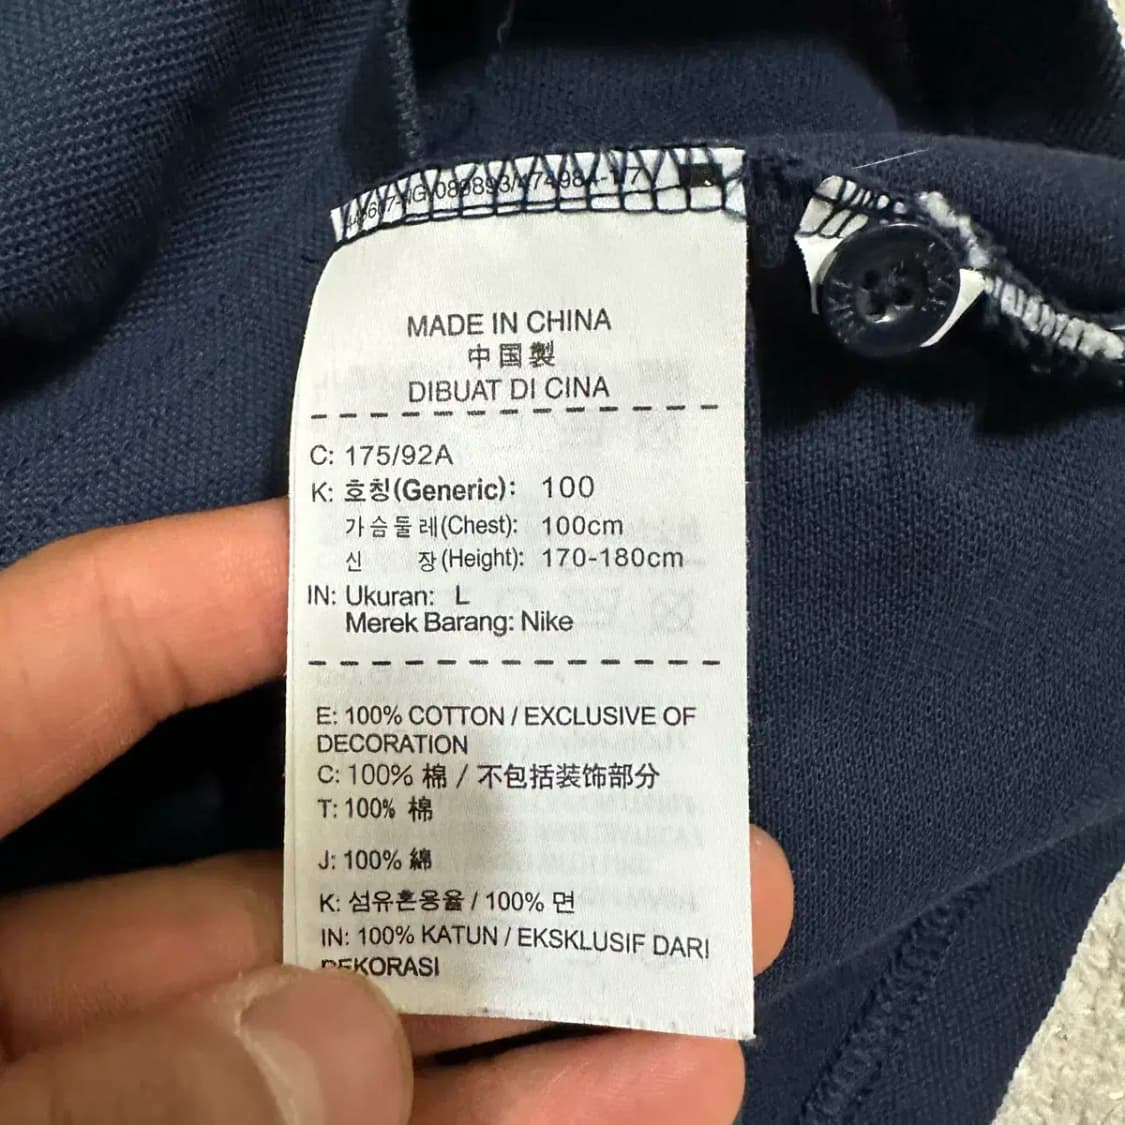 MADE IN CHINA
中国製
DIBUAT DI CINA
C: 175/92A
K: 호칭(Generic): 100
가슴둘레(Chest): 100cm
신 장(Height): 170-180cm
IN: Ukuran: L
Merek Barang: Nike
E: 100% COTTON / EXCLUSIVE OF
DECORATION
C: 100% 棉 / 不包括装饰部分
T: 100% 棉
J: 100% 綿
K: 섬유혼용율 / 100% 면
IN: 100% KATUN / EKSKLUSIF DARI
DEKORASI